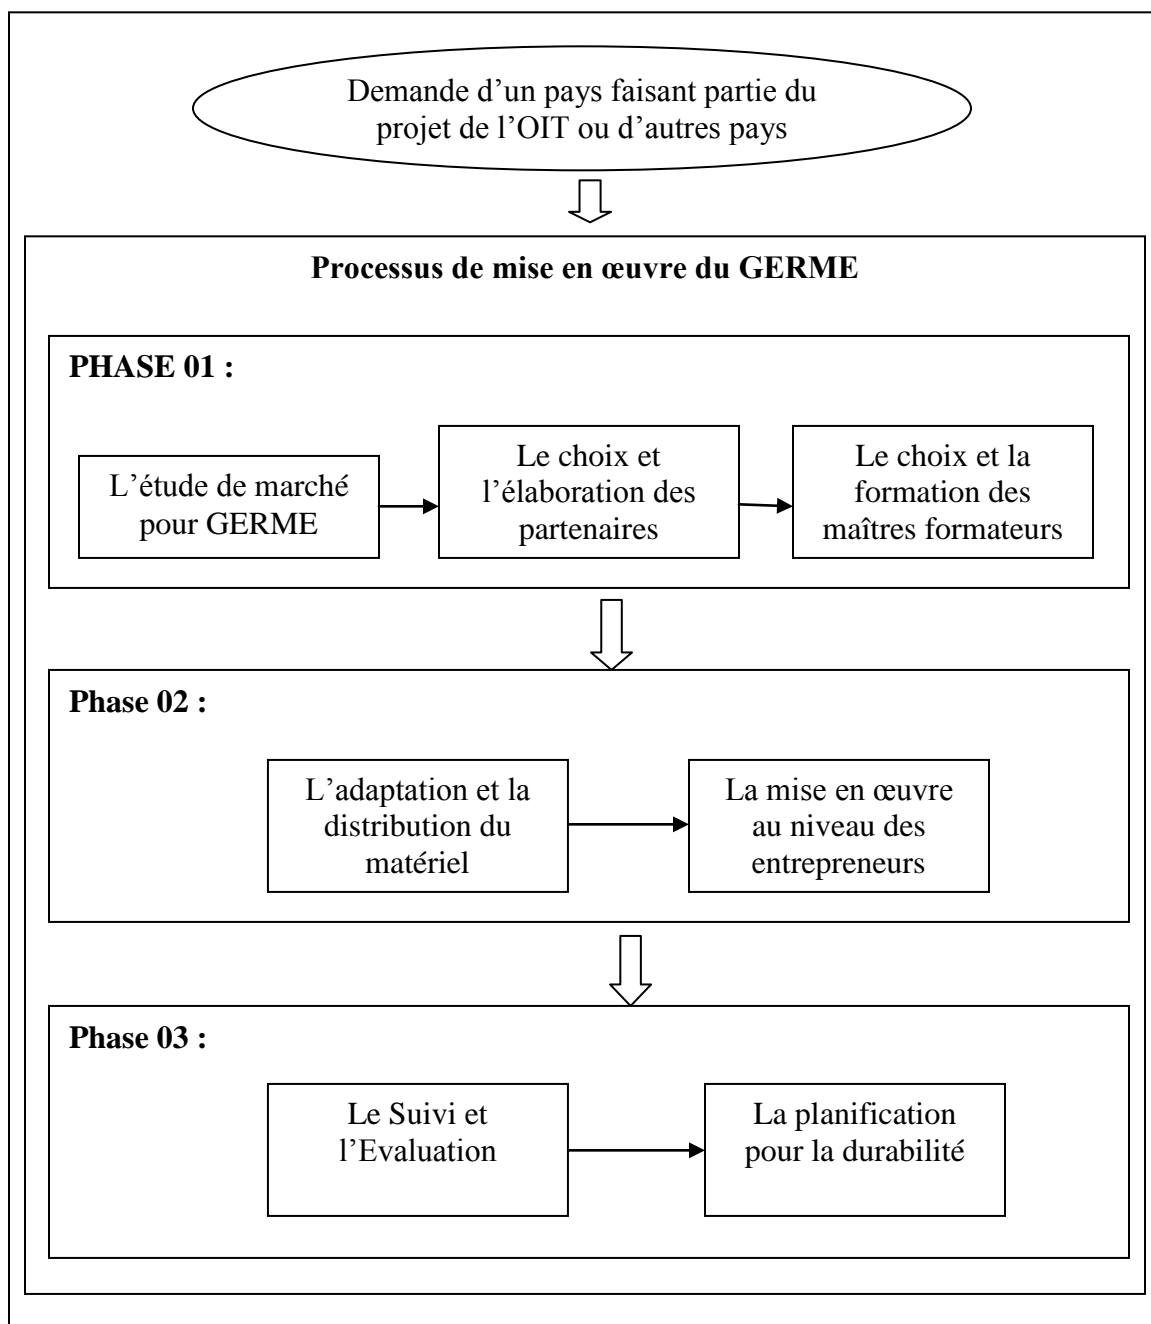 Demande d’un pays faisant partie du
projet de l’OIT ou d’autres pays
Processus de mise en œuvre du GERME
PHASE 01 :
L’étude de marché
pour GERME
Le choix et
l’élaboration des
partenaires
Le choix et la
formation des
maîtres formateurs
Phase 02 :
L’adaptation et la
distribution du
matériel
La mise en œuvre
au niveau des
entrepreneurs
Phase 03 :
Le Suivi et
l’Evaluation
La planification
pour la durabilité